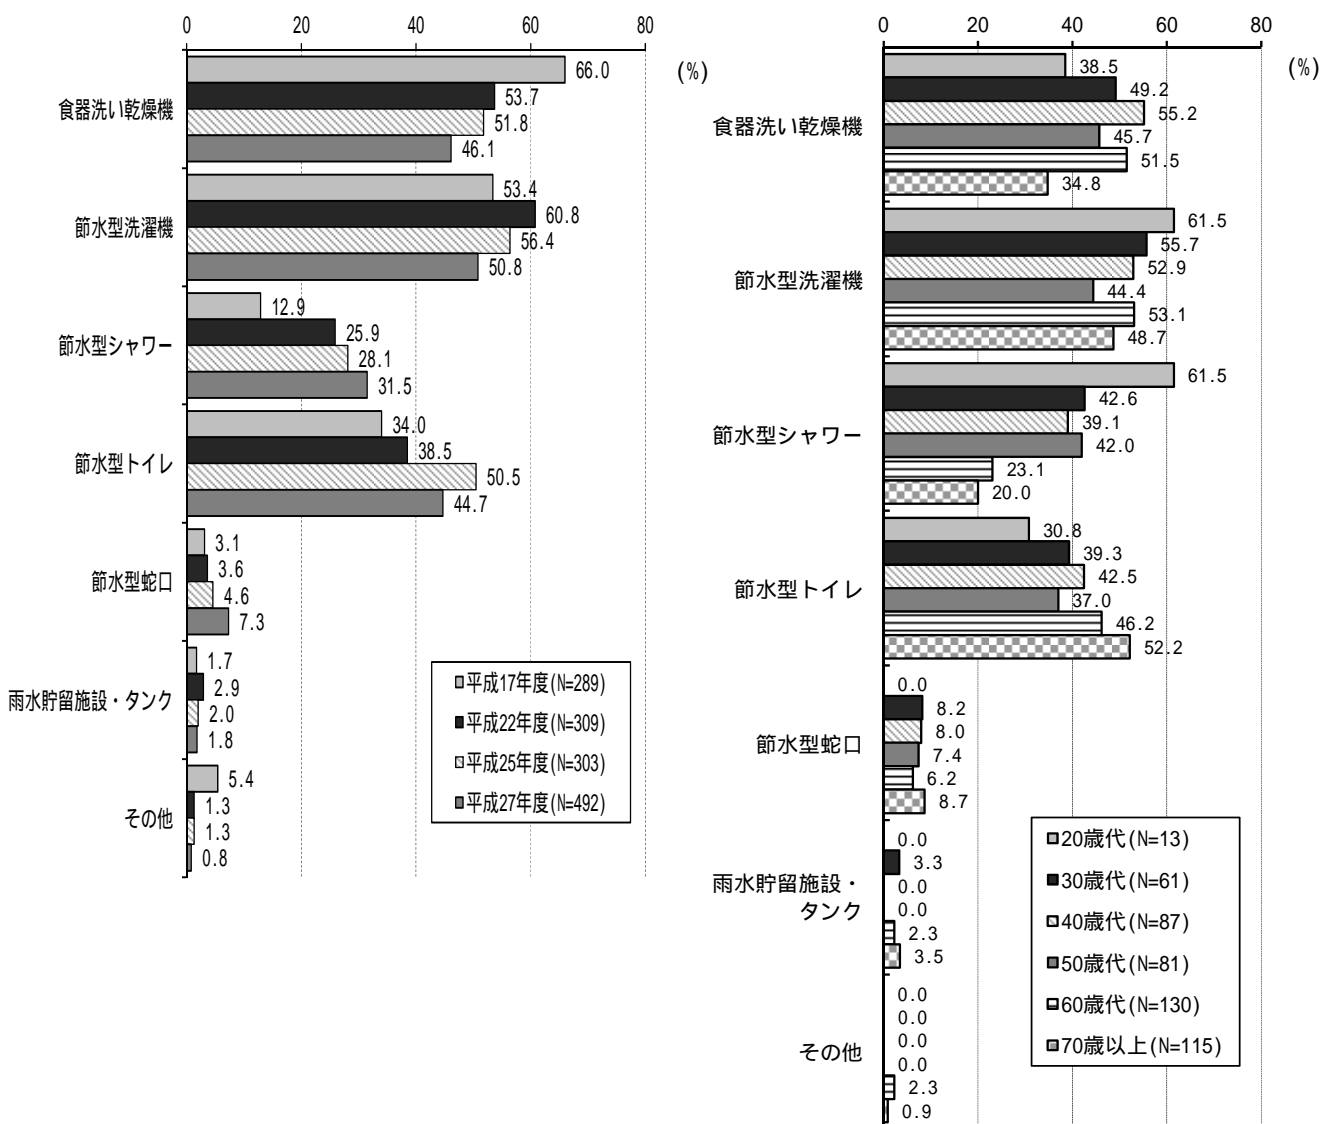 0 20 40 60 80
(%)
食器洗い乾燥機
66.0
53.7
51.8
46.1
節水型洗濯機
53.4
60.8
56.4
50.8
節水型シャワー
12.9
25.9
28.1
31.5
節水型トイレ
34.0
38.5
50.5
44.7
節水型蛇口
3.1
3.6
4.6
7.3
雨水貯留施設・タンク
1.7
2.9
2.0
1.8
その他
5.4
1.3
1.3
0.8
平成17年度(N=289)
平成22年度(N=309)
平成25年度(N=303)
平成27年度(N=492)
0 20 40 60 80
(%)
食器洗い乾燥機
38.5
49.2
55.2
45.7
51.5
34.8
節水型洗濯機
61.5
55.7
52.9
44.4
53.1
48.7
節水型シャワー
61.5
42.6
39.1
42.0
23.1
20.0
節水型トイレ
30.8
39.3
42.5
37.0
46.2
52.2
節水型蛇口
0.0
8.2
8.0
7.4
6.2
8.7
雨水貯留施設・
タンク
0.0
3.3
0.0
0.0
2.3
3.5
その他
0.0
0.0
0.0
0.0
2.3
0.9
20歳代(N=13)
30歳代(N=61)
40歳代(N=87)
50歳代(N=81)
60歳代(N=130)
70歳以上(N=115)